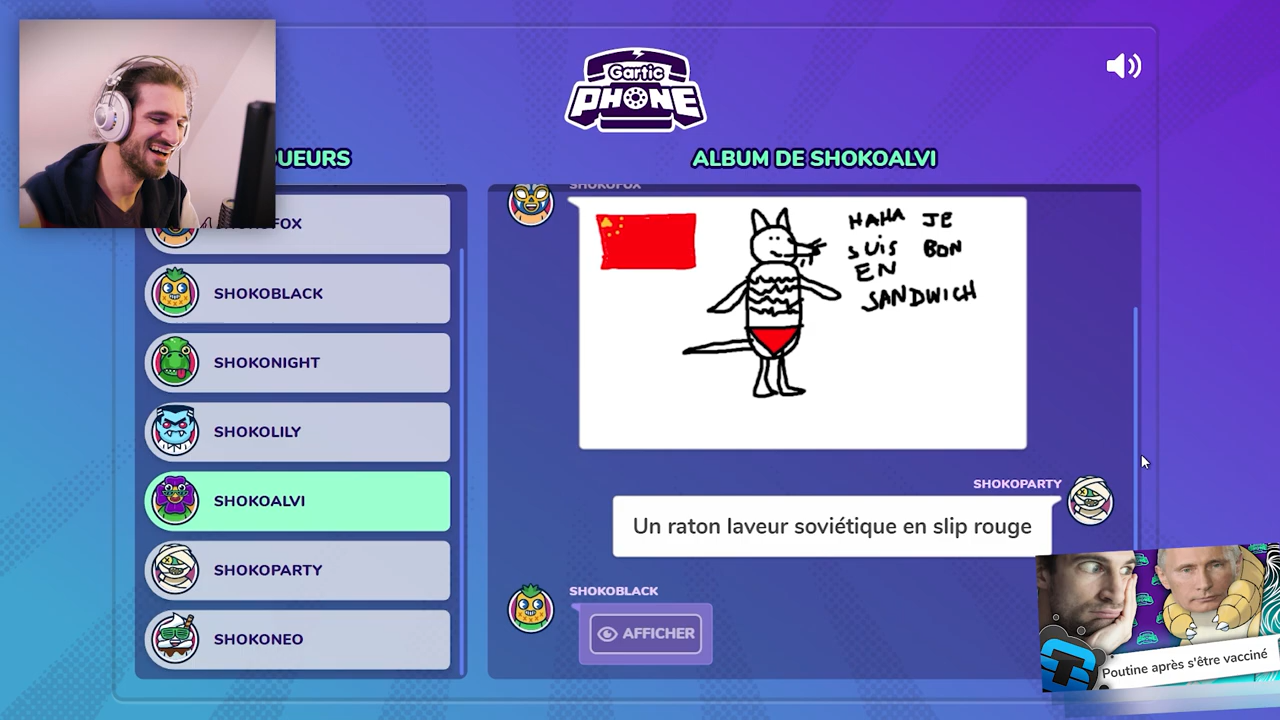 Gartic
PHONE
UEURS
ALBUM DE SHOKOALVI
SHOKOFOX
FOX
SHOKOBLACK
SHOKONIGHT
SHOKOLILY
SHOKOALVI
SHOKOPARTY
SHOKONEO
HAHA JE
SUIS BON
EN
SANDWICH
SHOKOPARTY
Un raton laveur soviétique en slip rouge
SHOKOBLACK
AFFICHER
Poutine après s'être vacciné